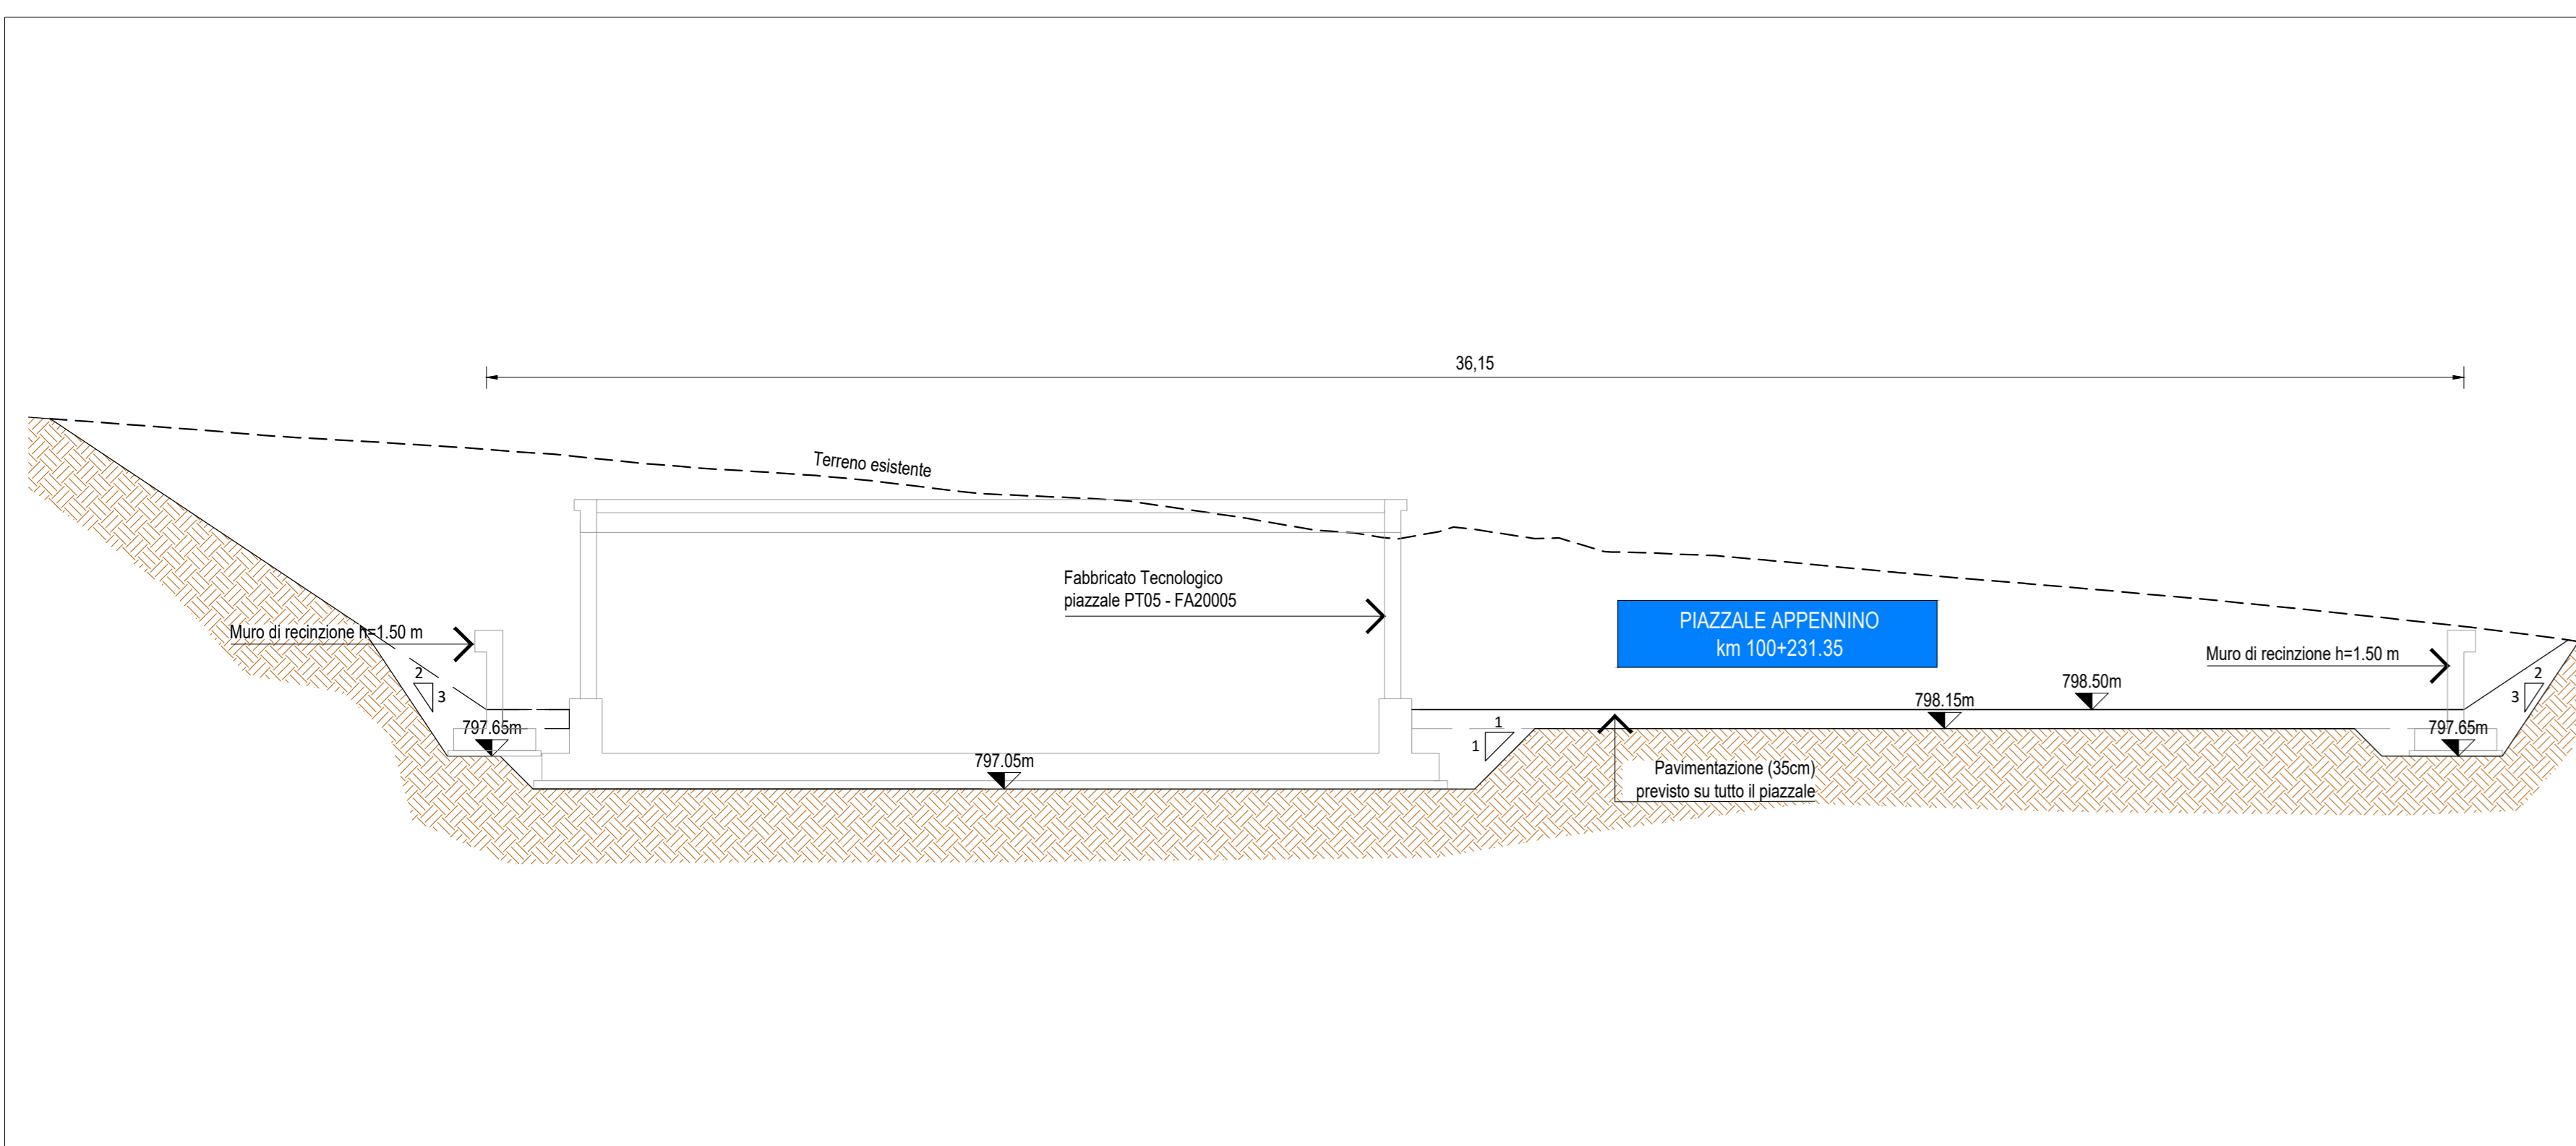 36,15
Terreno esistente
Fabbricato Tecnologico
piazzale PT05 - FA20005
PIAZZALE APPENNINO
km 100+231.35
Muro di recinzione h=1.50 m
Muro di recinzione h=1.50 m
2
3
2
3
798.50m
798.15m
797.65m
797.65m
1
1
797.05m
Pavimentazione (35cm)
previsto su tutto il piazzale